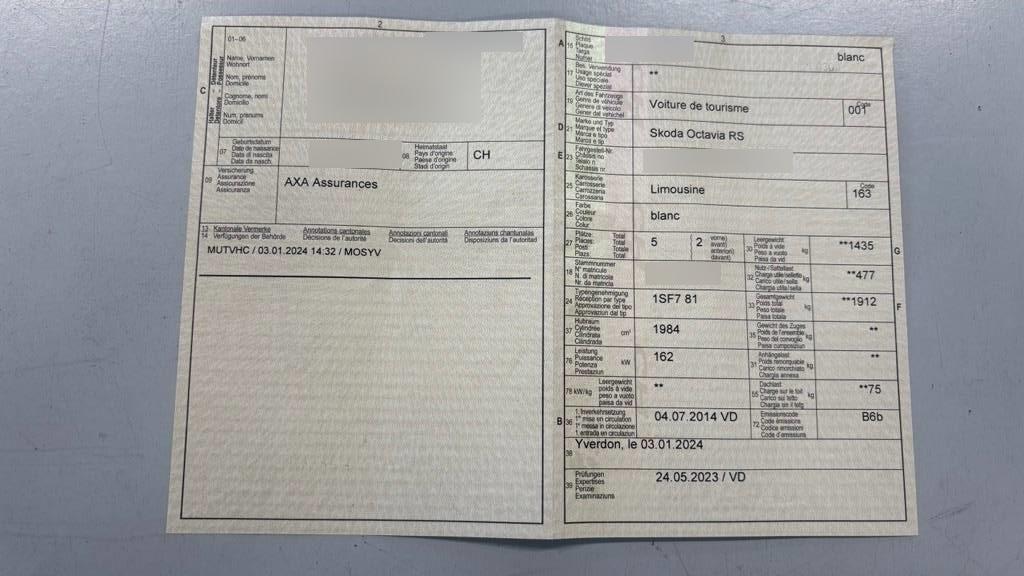 2
01–06
Name, Vornamen
Wohnort
Nom, prénoms
Domicile
Cognome, nomi
Domicilio
Num, prenums
Domicil
C
Halter Détenteur
Detentore Possessur
07 Geburtsdatum
Date de naissance
Data di nascita
Data da nasch.
08 Heimatstaat
Pays d'origine
Paese d'origine
Stadi d'origin
CH
09 Versicherung
Assurance
Assicurazione
Assicuranza
AXA Assurances
13 Kantonale Vermerke Annotations cantonales Annotazioni cantonali Annotaziuns chantunalas
14 Verfügungen der Behörde Décisions de l'autorité Decisioni dell'autorità Disposiziuns da l'autoritad
MUTVHC / 03.01.2024 14:32 / MOSYV
3
A 15 Schild
Plaque
Targa
Numer
blanc
17 Bes. Verwendung
Usage spécial
Uso speciale
Diever spezial
**
19 Art des Fahrzeugs
Genre de véhicule
Genere di veicolo
Gener dal vehichel
Voiture de tourisme
Code
001
D 21 Marke und Typ
Marque et type
Marca e tipo
Marca e tip
Skoda Octavia RS
E 23 Fahrgestell-Nr.
Châssis no
Telaio n.
Schassis nr.
25 Karosserie
Carrosserie
Carrozzeria
Carossaria
Limousine
Code
163
26 Farbe
Couleur
Colore
Colur
blanc
27 Plätze: Total
Places: Total
Posti: Totale
Plazs: Total
5
2
vorne)
avant)
anteriori)
davant)
30 Leergewicht
Poids à vide
Peso a vuoto
Paisa da vid
kg
**1435
G
18 Stammnummer
N° matricule
N. di matricola
Nr. da matricla
32 Nutz-/Sattellast
Charge utile/sellette
Carico utile/sella
Chargia utila/sella
kg
**477
24 Typengenehmigung
Réception par type
Approvazione del tipo
Approvaziun dal tip
1SF7 81
33 Gesamtgewicht
Poids total
Peso totale
Paisa totala
kg
**1912
F
37 Hubraum
Cylindrée
Cilindrata
Cilindrada
cm³
1984
35 Gewicht des Zuges
Poids de l'ensemble
Peso del convoglio
Paisa cumposiziun
kg
**
76 Leistung
Puissance
Potenza
Prestaziun
kW
162
31 Anhängelast
Poids remorquable
Carico rimorchiato
Chargia annexa
kg
**
78 kW/kg
Leergewicht
poids à vide
peso a vuoto
paisa da vid
**
55 Dachlast
Charge sur le toit
Carico sul tetto
Chargia sin il tetg
kg
**75
B 36 1. Inverkehrsetzung
1re mise en circulation
1a messa in circolazione
1. entrada en circulaziun
04.07.2014 VD
72 Emissionscode
Code émissions
Codice emissioni
Code d'emissiuns
B6b
38
Yverdon, le 03.01.2024
39 Prüfungen
Expertises
Perizie
Examinaziuns
24.05.2023 / VD